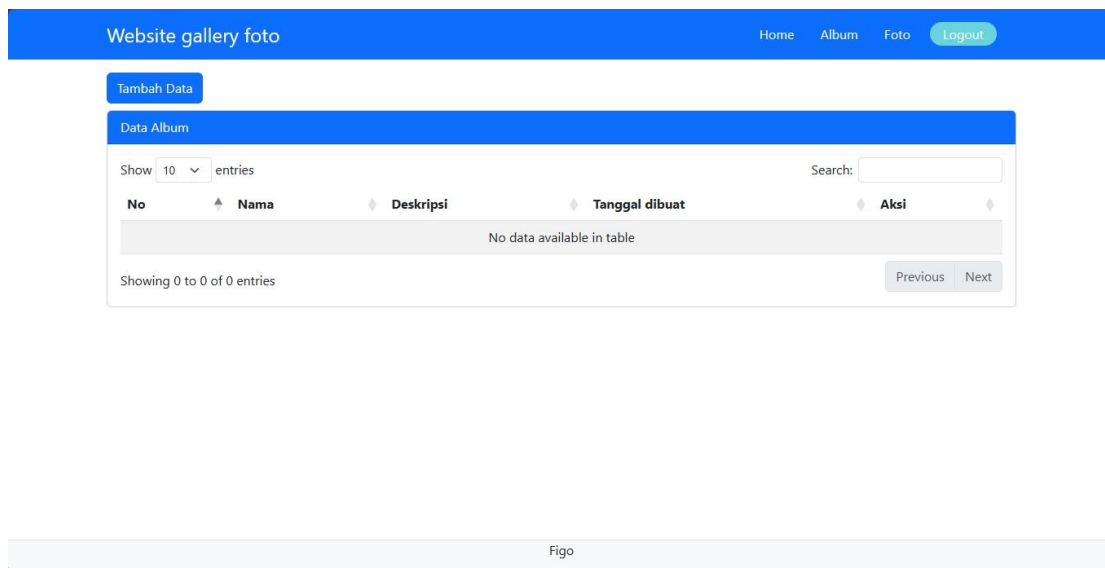 Website gallery foto Home Album Foto Logout
Tambah Data
Data Album
Show 10 entries Search:
No Nama Deskripsi Tanggal dibuat Aksi
No data available in table
Showing 0 to 0 of 0 entries Previous Next
Figo